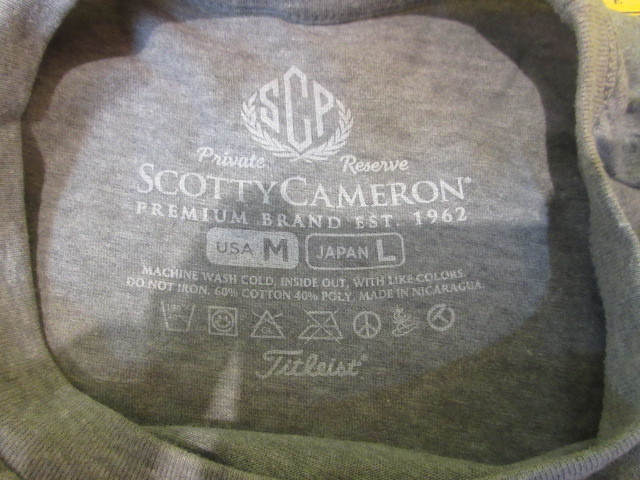 SCP
Private Reserve
SCOTTY CAMERON®
PREMIUM BRAND EST. 1962
USA M JAPAN L
MACHINE WASH COLD, INSIDE OUT, WITH LIKE COLORS.
DO NOT IRON. 60% COTTON 40% POLY. MADE IN NICARAGUA.
Titleist®